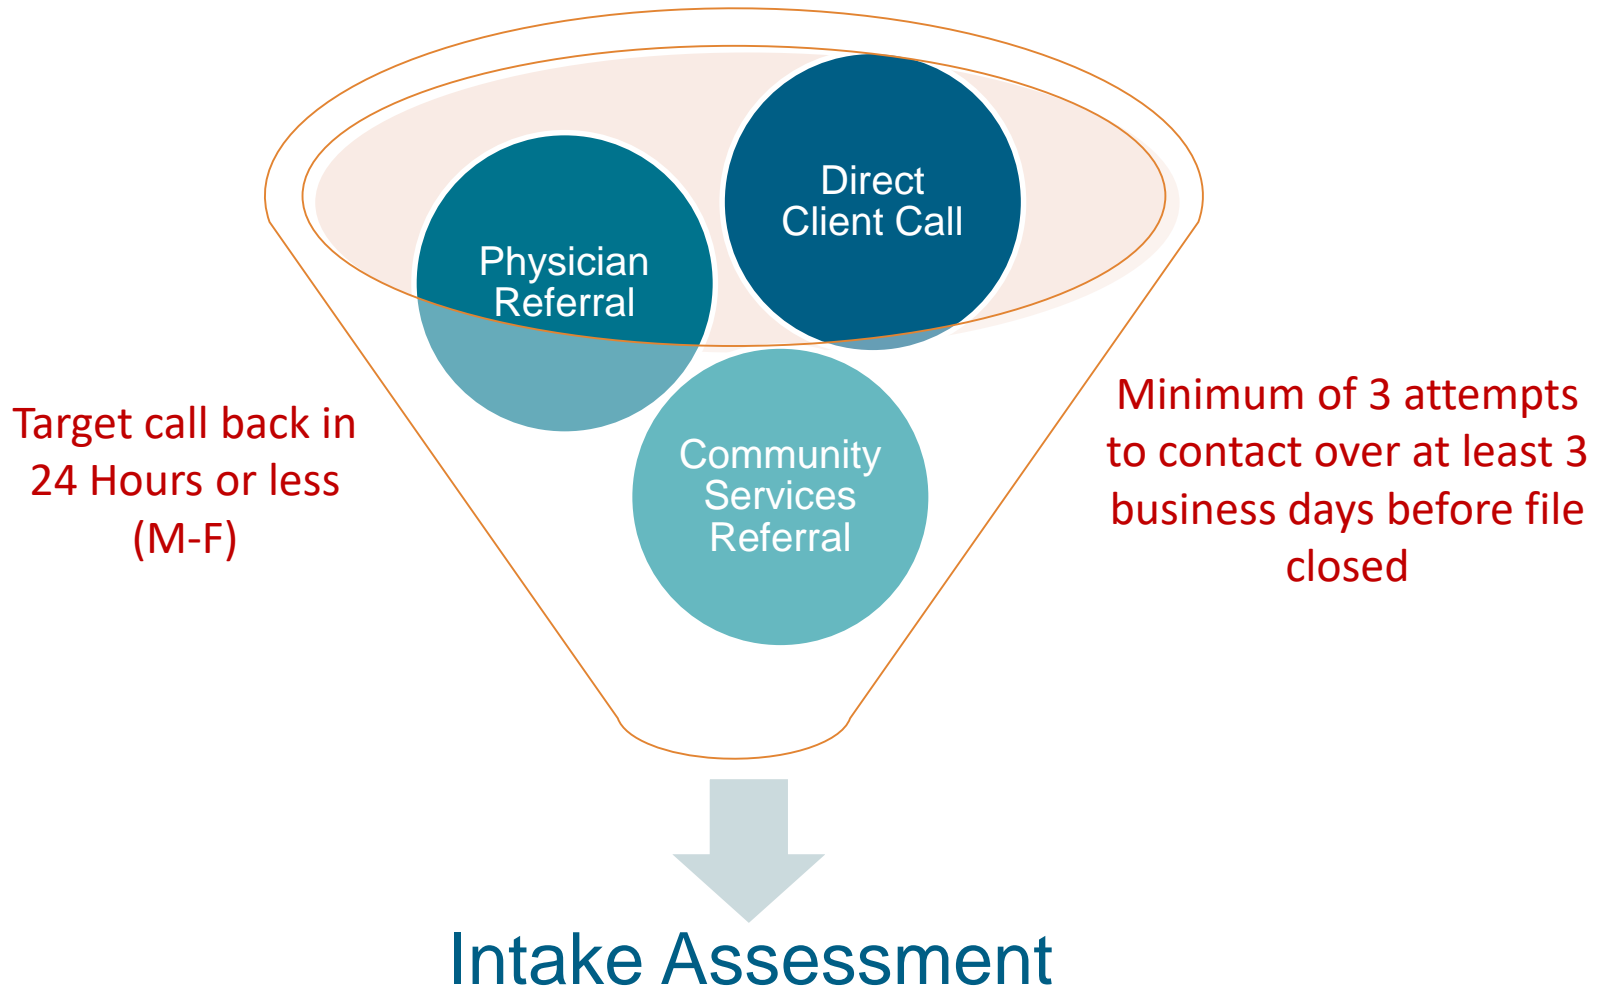 Direct
Client Call
Physician
Referral
Community
Services
Referral
Target call back in
24 Hours or less
(M-F)
Minimum of 3 attempts
to contact over at least 3
business days before file
closed
Intake Assessment